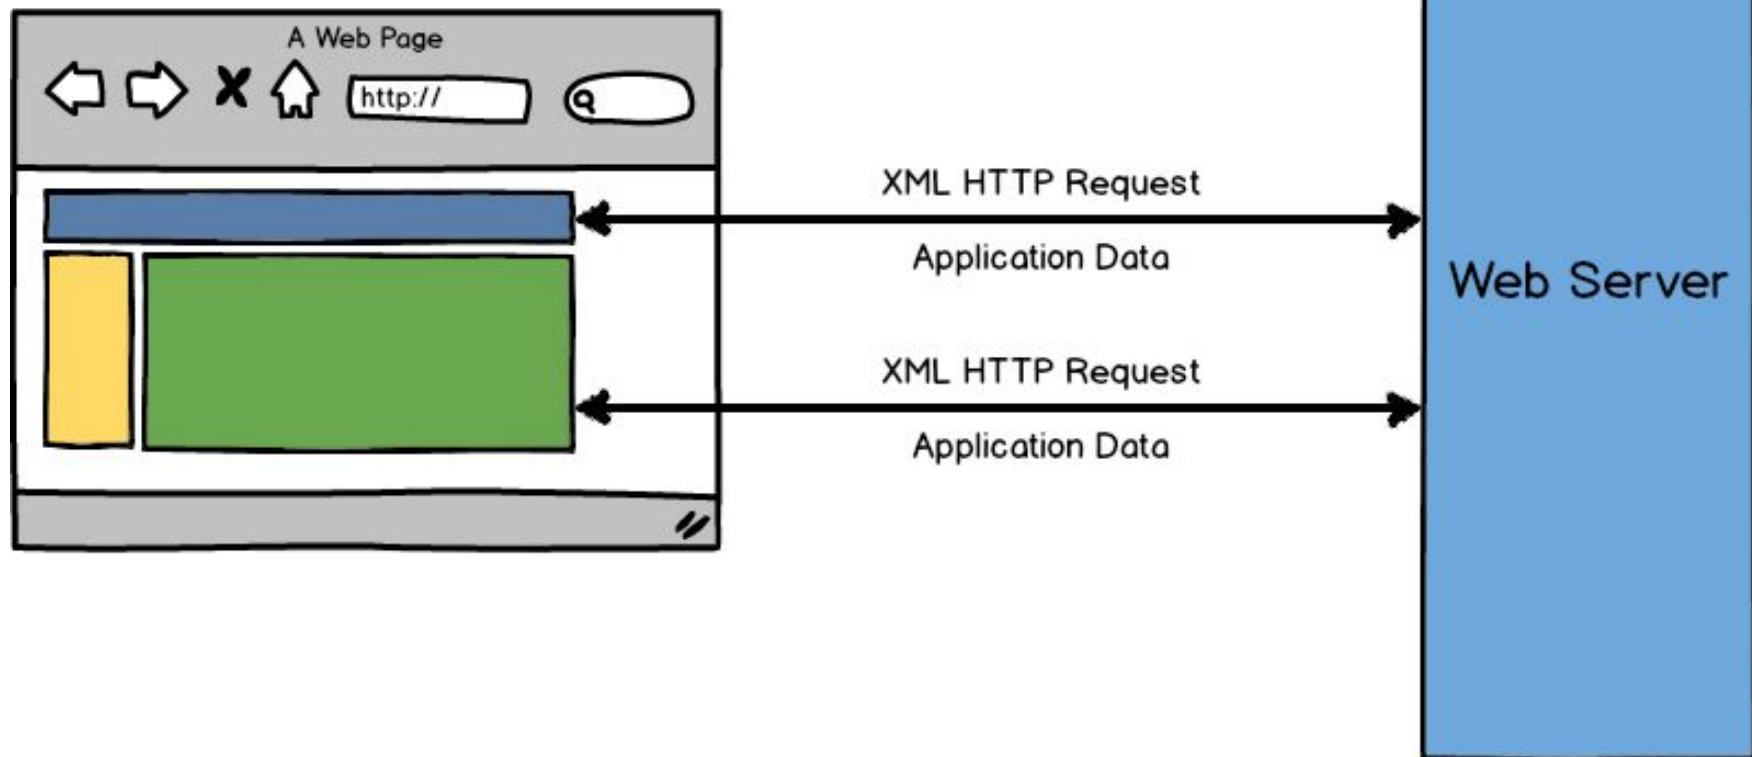 A Web Page
http://
XML HTTP Request
Application Data
Web Server
XML HTTP Request
Application Data